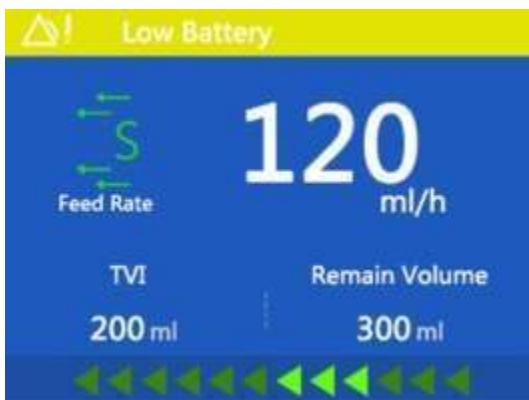 ! Low Battery
S
120
ml/h
Feed Rate
TVI
Remain Volume
200 ml
300 ml